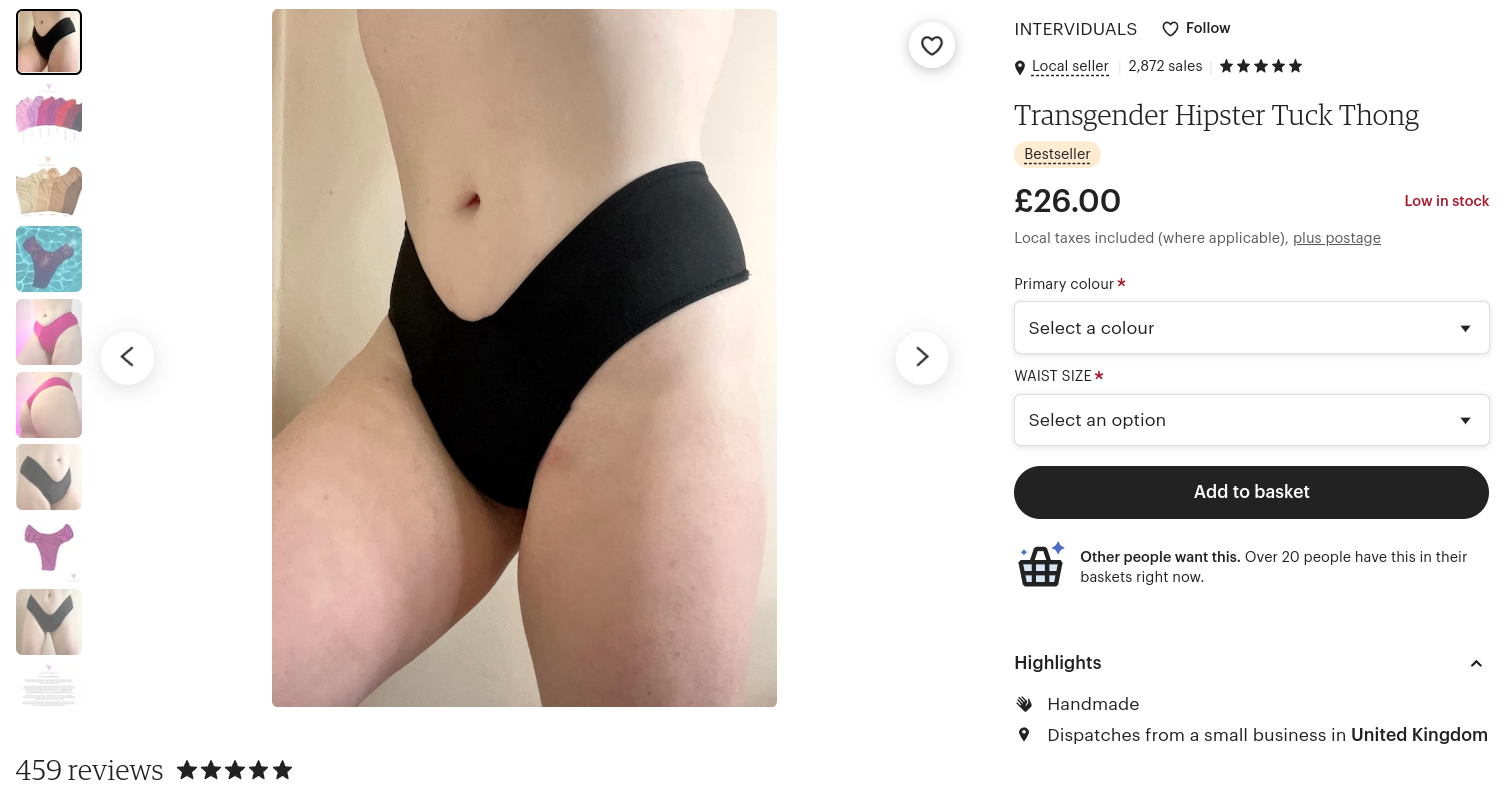 INTERVIDUALS
Follow
Local seller
2,872 sales
Transgender Hipster Tuck Thong
Bestseller
£26.00
Low in stock
Local taxes included (where applicable), plus postage
Primary colour *
Select a colour
WAIST SIZE *
Select an option
Add to basket
Other people want this. Over 20 people have this in their
baskets right now.
Highlights
Handmade
Dispatches from a small business in United Kingdom
459 reviews